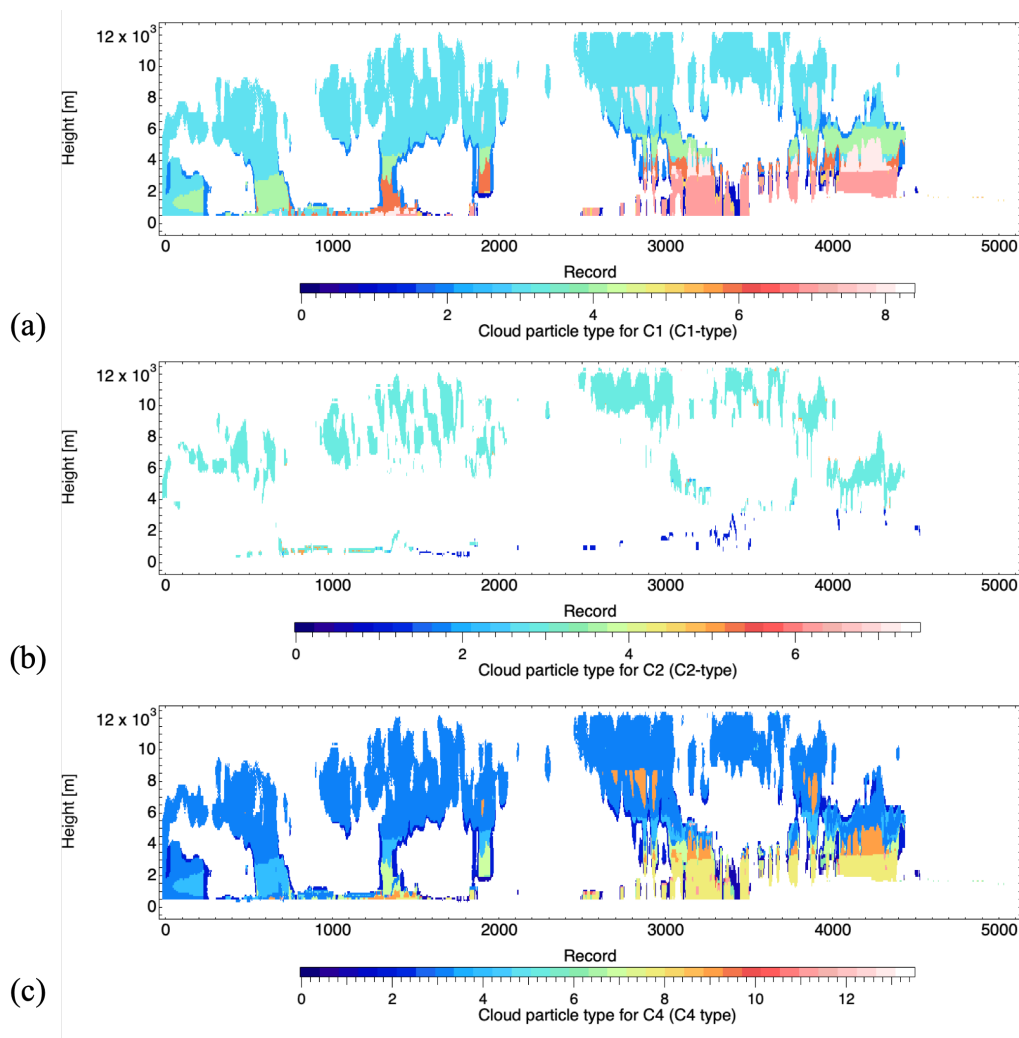 12 x 10³
10
8
6
4
2
0
Height [m]
0 1000 2000 3000 4000 5000
Record
0 2 4 6 8
Cloud particle type for C1 (C1-type)
(a)
12 x 10³
10
8
6
4
2
0
Height [m]
0 1000 2000 3000 4000 5000
Record
0 2 4 6
Cloud particle type for C2 (C2-type)
(b)
12 x 10³
10
8
6
4
2
0
Height [m]
0 1000 2000 3000 4000 5000
Record
0 2 4 6 8 10 12
Cloud particle type for C4 (C4 type)
(c)